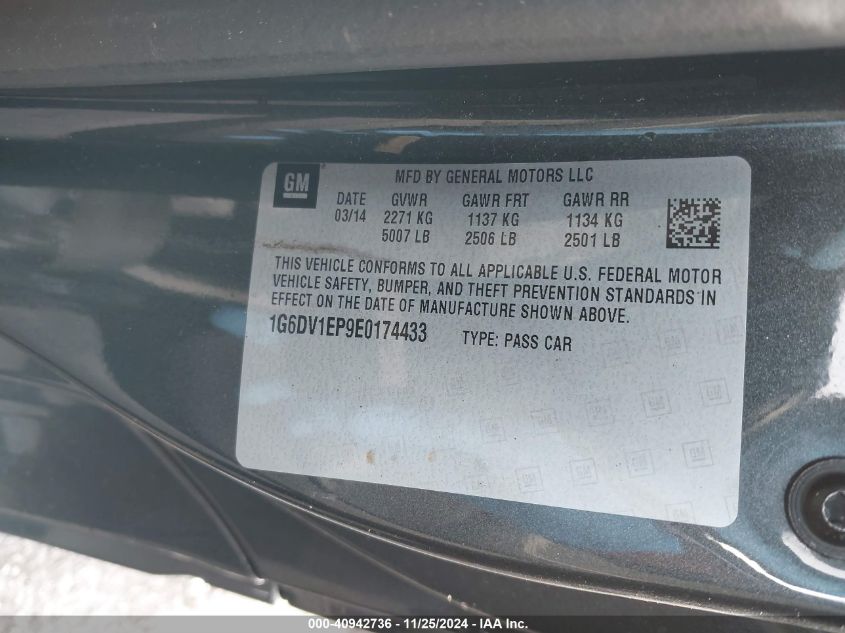 GM
MFD BY GENERAL MOTORS LLC
DATE GVWR GAWR FRT GAWR RR
03/14 2271 KG 1137 KG 1134 KG
5007 LB 2506 LB 2501 LB
THIS VEHICLE CONFORMS TO ALL APPLICABLE U.S. FEDERAL MOTOR
VEHICLE SAFETY, BUMPER, AND THEFT PREVENTION STANDARDS IN
EFFECT ON THE DATE OF MANUFACTURE SHOWN ABOVE.
1G6DV1EP9E0174433 TYPE: PASS CAR
000-40942736 - 11/25/2024 - IAA Inc.